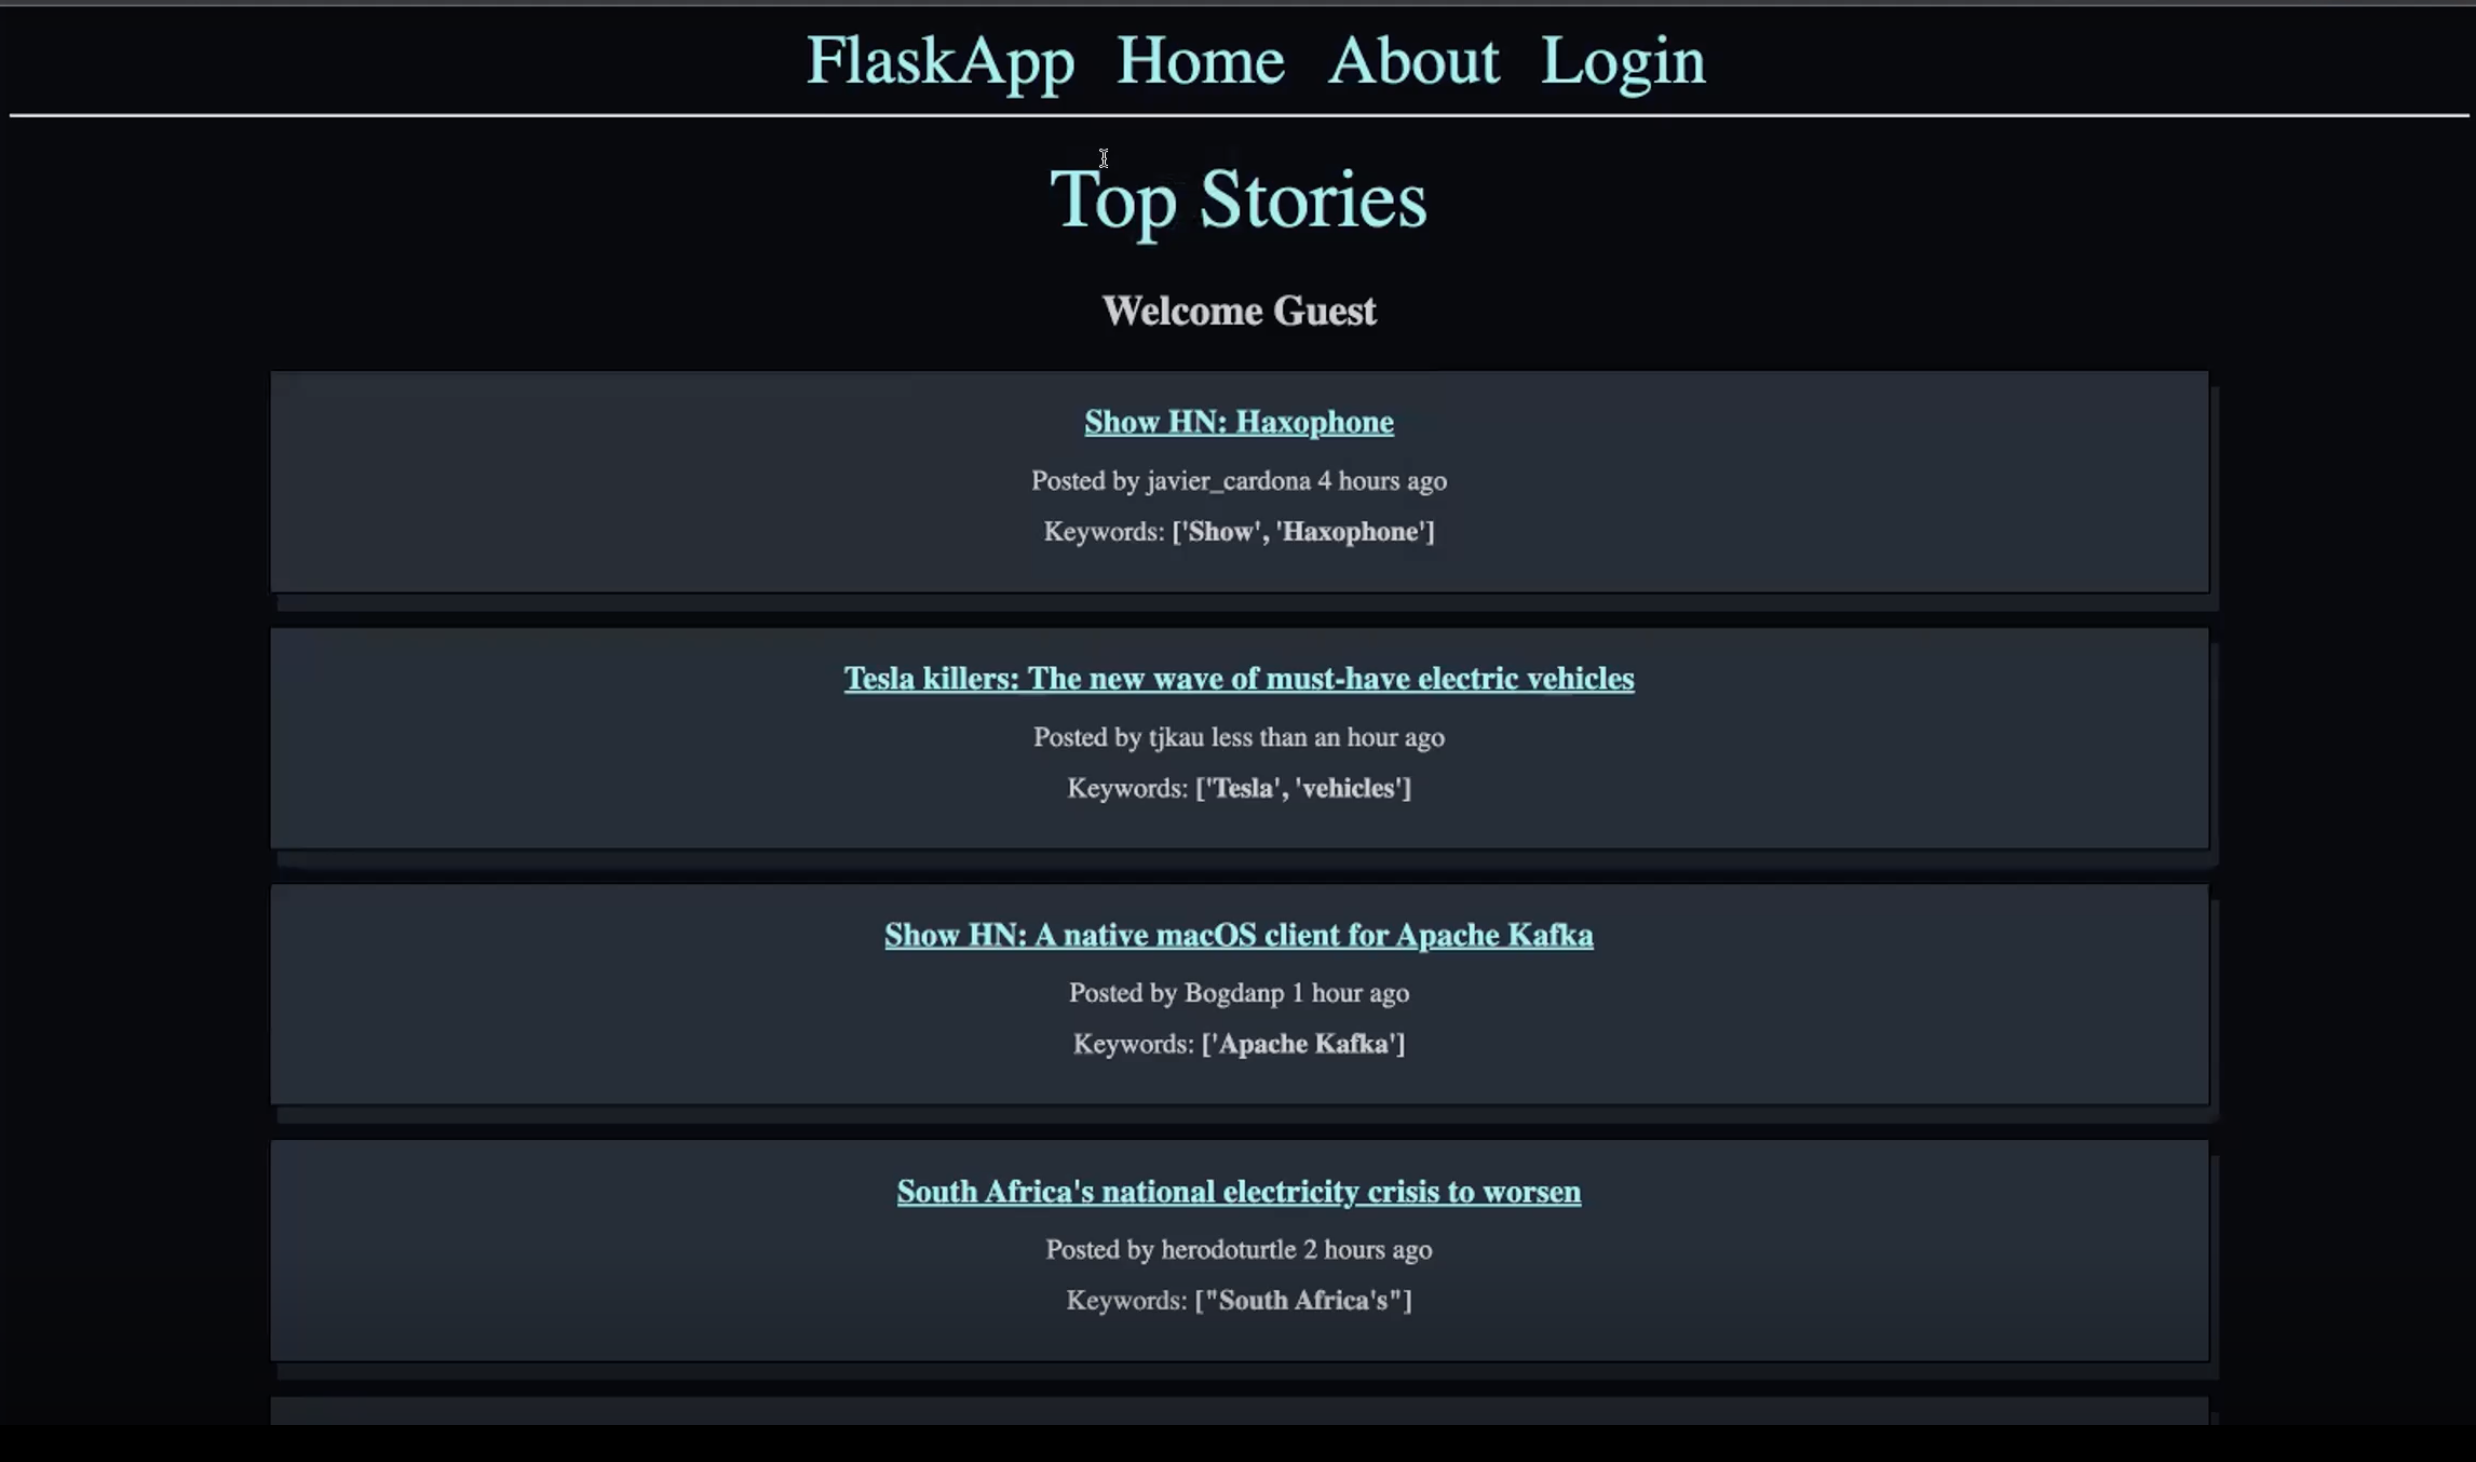 FlaskApp Home About Login
Top Stories
Welcome Guest
Show HN: Haxophone
Posted by javier_cardona 4 hours ago
Keywords: ['Show', 'Haxophone']
Tesla killers: The new wave of must-have electric vehicles
Posted by tjkau less than an hour ago
Keywords: ['Tesla', 'vehicles']
Show HN: A native macOS client for Apache Kafka
Posted by Bogdanp 1 hour ago
Keywords: ['Apache Kafka']
South Africa's national electricity crisis to worsen
Posted by herodoturtle 2 hours ago
Keywords: ["South Africa's"]